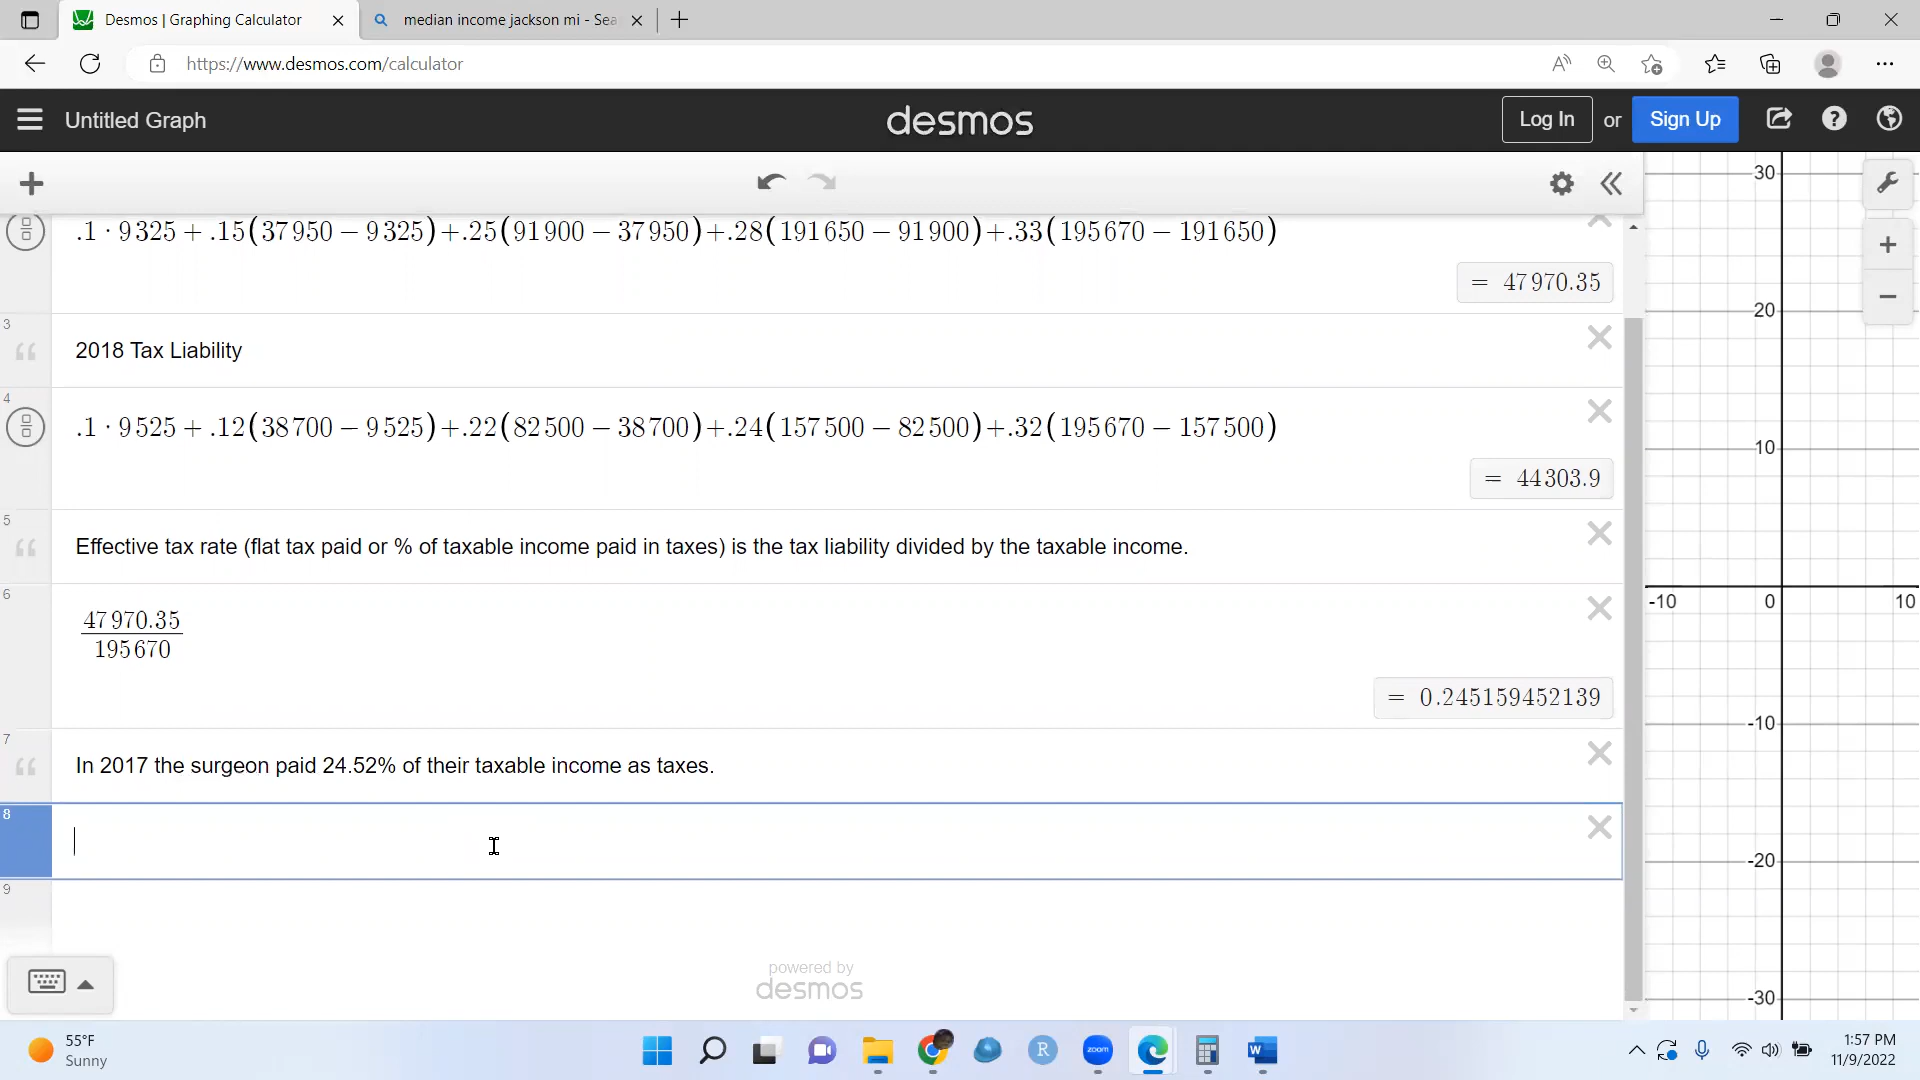 Desmos | Graphing Calculator
median income jackson mi - Sea
https://www.desmos.com/calculator
Untitled Graph
desmos
Log In or Sign Up
.1 · 9325 + .15(37950 − 9325) + .25(91900 − 37950) + .28(191650 − 91900) + .33(195670 − 191650)
= 47970.35
3
2018 Tax Liability
4
.1 · 9525 + .12(38700 − 9525) + .22(82500 − 38700) + .24(157500 − 82500) + .32(195670 − 157500)
= 44303.9
5
Effective tax rate (flat tax paid or % of taxable income paid in taxes) is the tax liability divided by the taxable income.
6
47970.35
195670
= 0.245159452139
7
In 2017 the surgeon paid 24.52% of their taxable income as taxes.
8
9
powered by
desmos
30
20
10
-10 0 10
-10
-20
-30
55°F
Sunny
R
zoom
W
1:57 PM
11/9/2022